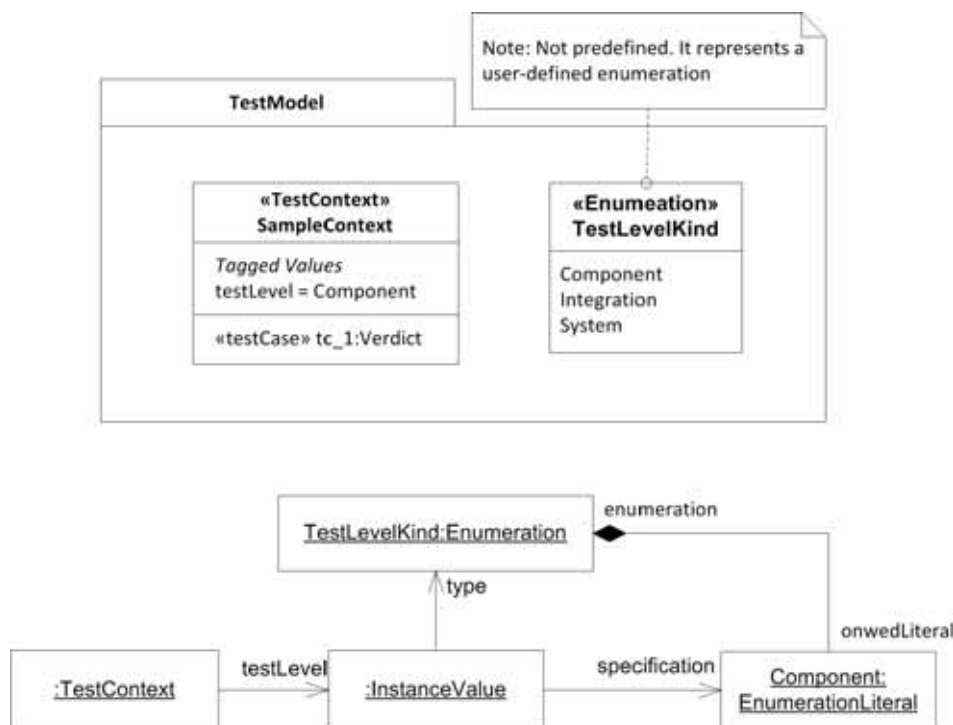 Note: Not predefined. It represents a
user-defined enumeration
TestModel
«TestContext»
SampleContext
Tagged Values
testLevel = Component
«testCase» tc_1:Verdict
«Enumeation»
TestLevelKind
Component
Integration
System
enumeration
TestLevelKind:Enumeration
type
onwedLiteral
testLevel
specification
:TestContext
:InstanceValue
Component:
EnumerationLiteral